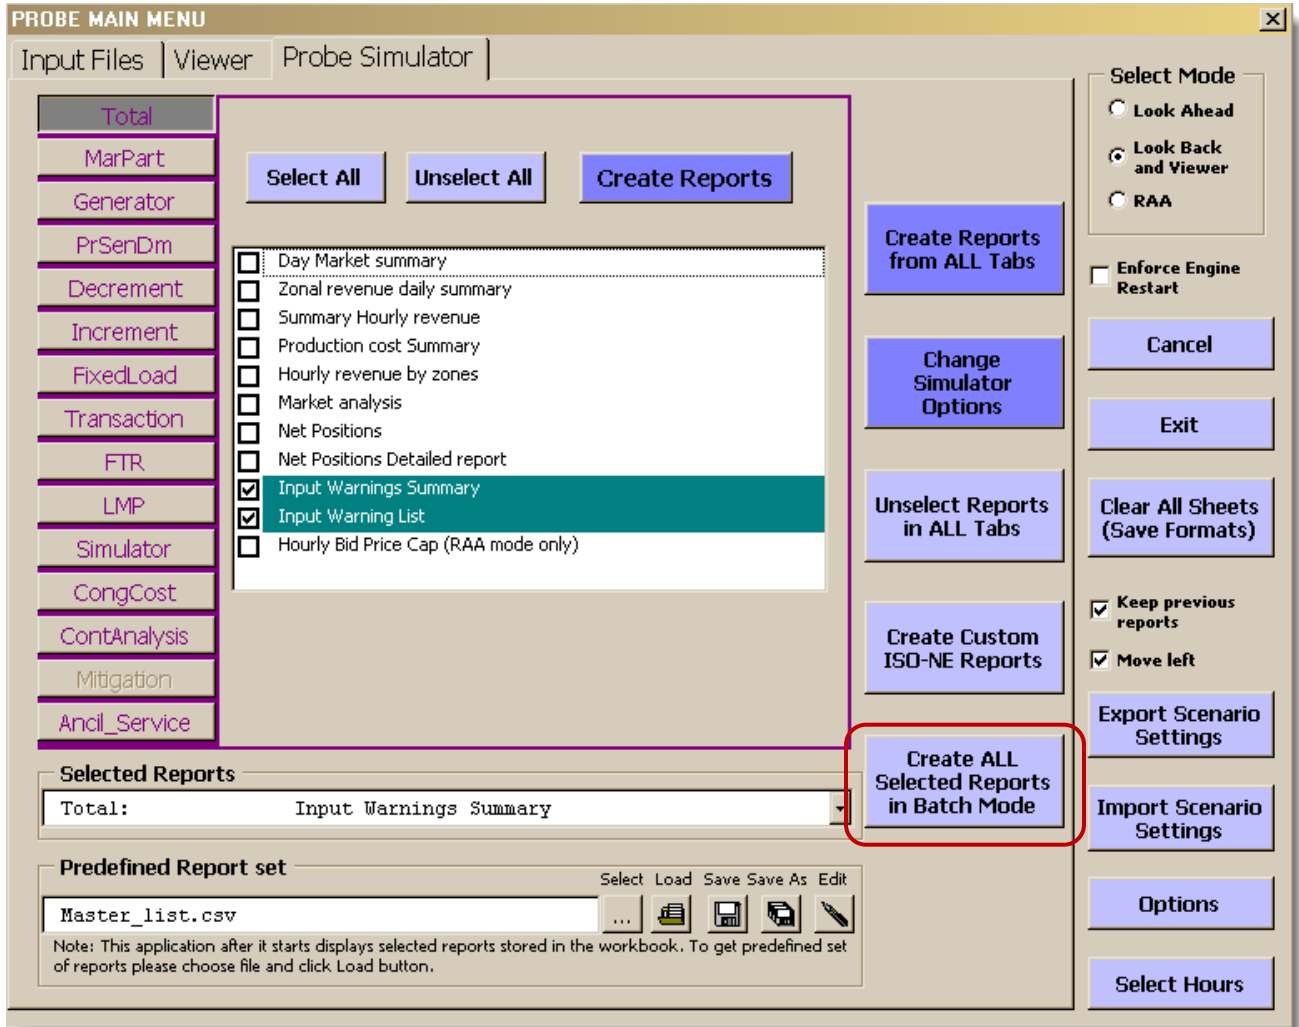 PROBE MAIN MENU
Input Files
Viewer
Probe Simulator
Total
MarPart
Generator
PrSenDm
Decrement
Increment
FixedLoad
Transaction
FTR
LMP
Simulator
CongCost
ContAnalysis
Mitigation
Ancil_Service
Select All
Unselect All
Create Reports
Day Market summary
Zonal revenue daily summary
Summary Hourly revenue
Production cost Summary
Hourly revenue by zones
Market analysis
Net Positions
Net Positions Detailed report
Input Warnings Summary
Input Warning List
Hourly Bid Price Cap (RAA mode only)
Create Reports
from ALL Tabs
Change
Simulator
Options
Unselect Reports
in ALL Tabs
Create Custom
ISO-NE Reports
Create ALL
Selected Reports
in Batch Mode
Select Mode
Look Ahead
Look Back
and Viewer
RAA
Enforce Engine
Restart
Cancel
Exit
Clear All Sheets
(Save Formats)
Keep previous
reports
Move left
Export Scenario
Settings
Import Scenario
Settings
Options
Select Hours
Selected Reports
Total: Input Warnings Summary
Predefined Report set
Select Load Save Save As Edit
Master_list.csv
...
Note: This application after it starts displays selected reports stored in the workbook. To get predefined set
of reports please choose file and click Load button.